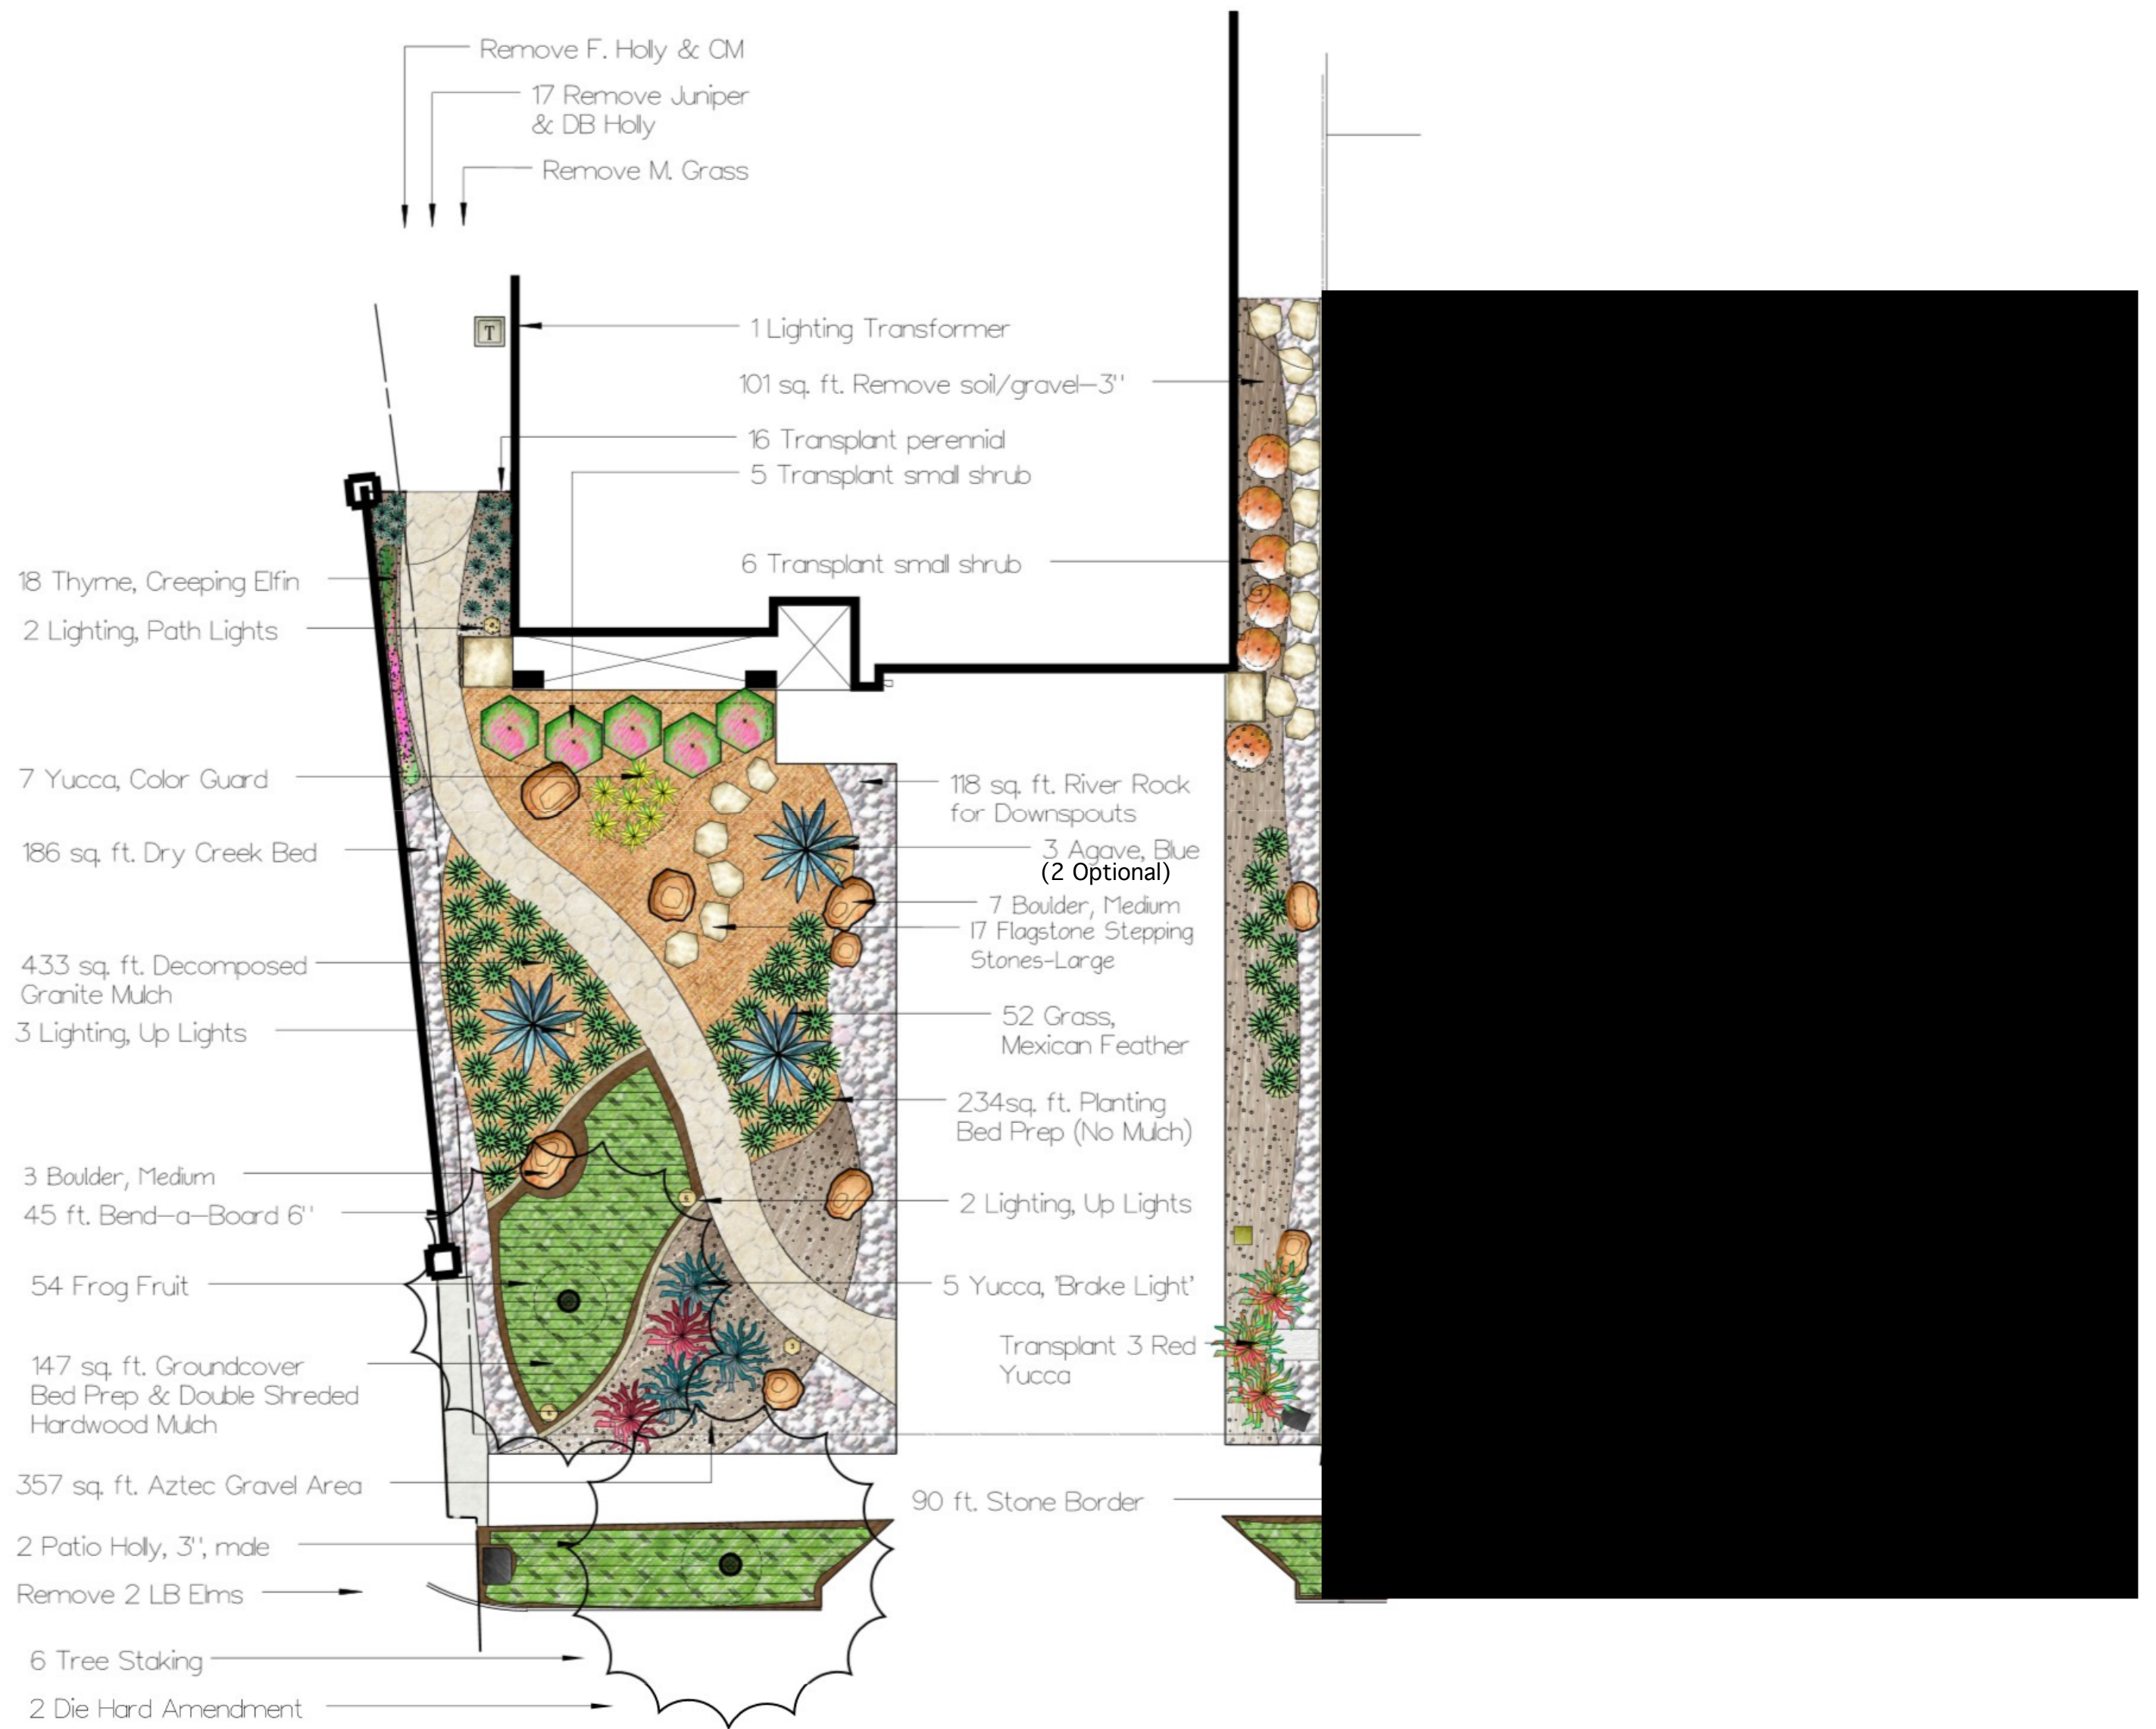 Remove F. Holly & CM
17 Remove Juniper
& DB Holly
Remove M. Grass
T
1 Lighting Transformer
101 sq. ft. Remove soil/gravel-3''
16 Transplant perennial
5 Transplant small shrub
6 Transplant small shrub
18 Thyme, Creeping Elfin
2 Lighting, Path Lights
7 Yucca, Color Guard
186 sq. ft. Dry Creek Bed
433 sq. ft. Decomposed
Granite Mulch
3 Lighting, Up Lights
3 Boulder, Medium
45 ft. Bend-a-Board 6''
54 Frog Fruit
147 sq. ft. Groundcover
Bed Prep & Double Shreded
Hardwood Mulch
357 sq. ft. Aztec Gravel Area
2 Patio Holly, 3'', male
Remove 2 LB Elms
6 Tree Staking
2 Die Hard Amendment
118 sq. ft. River Rock
for Downspouts
3 Agave, Blue
(2 Optional)
7 Boulder, Medium
17 Flagstone Stepping
Stones-Large
52 Grass,
Mexican Feather
234sq. ft. Planting
Bed Prep (No Mulch)
2 Lighting, Up Lights
5 Yucca, 'Brake Light'
Transplant 3 Red
Yucca
90 ft. Stone Border